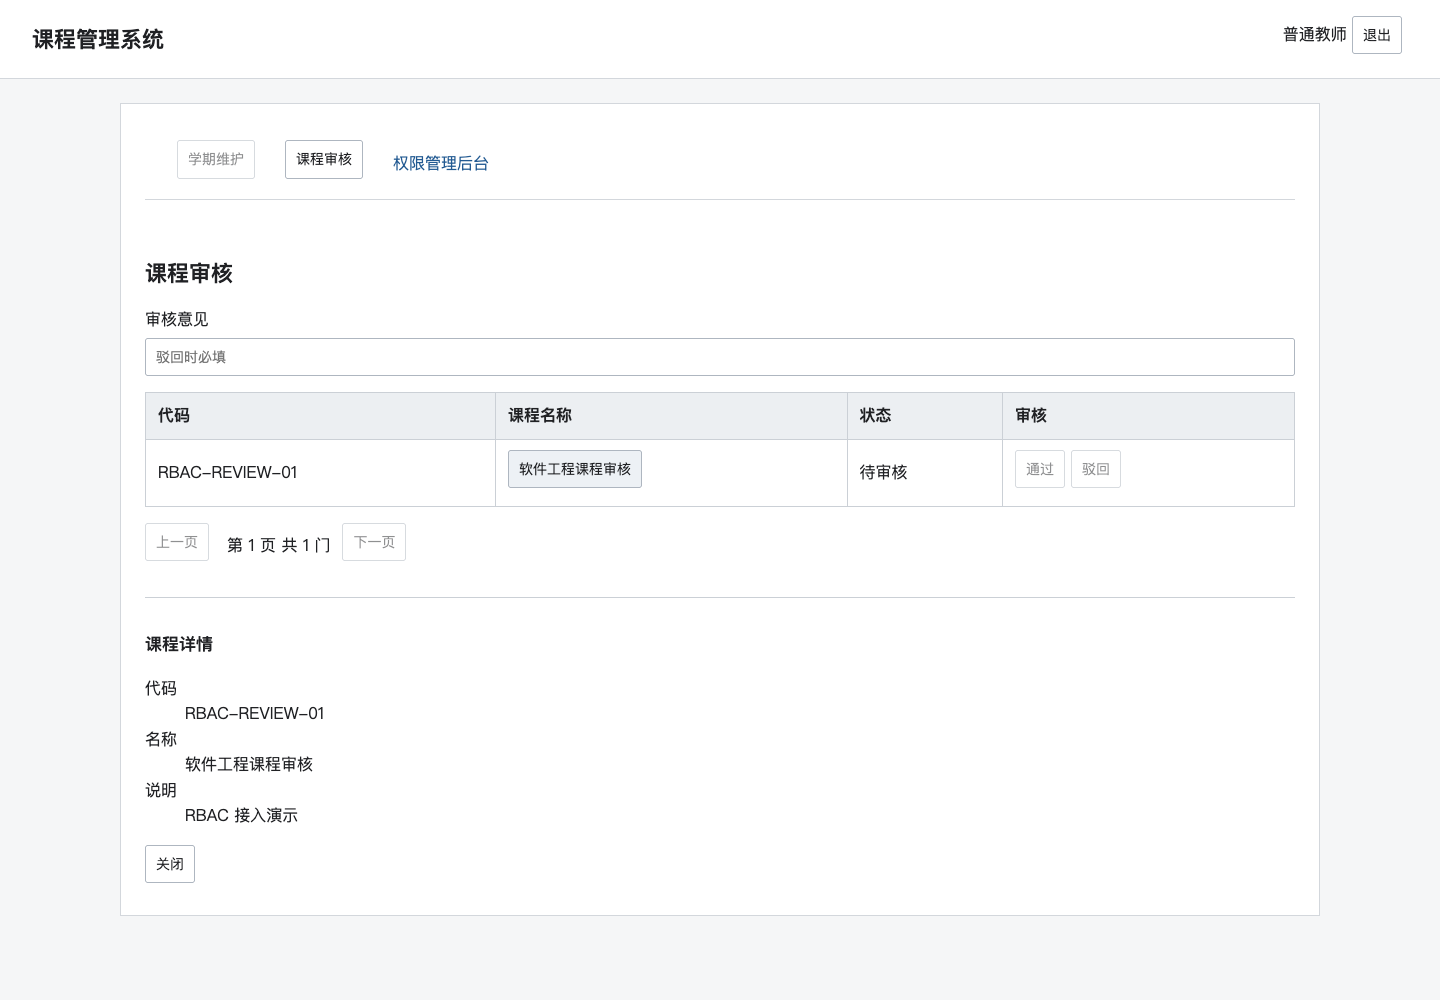 课程管理系统
普通教师 退出
学期维护 课程审核 权限管理后台
课程审核
审核意见
驳回时必填
代码 课程名称 状态 审核
RBAC-REVIEW-01 软件工程课程审核 待审核 通过 驳回
上一页 第 1 页 共 1 门 下一页
课程详情
代码
RBAC-REVIEW-01
名称
软件工程课程审核
说明
RBAC 接入演示
关闭